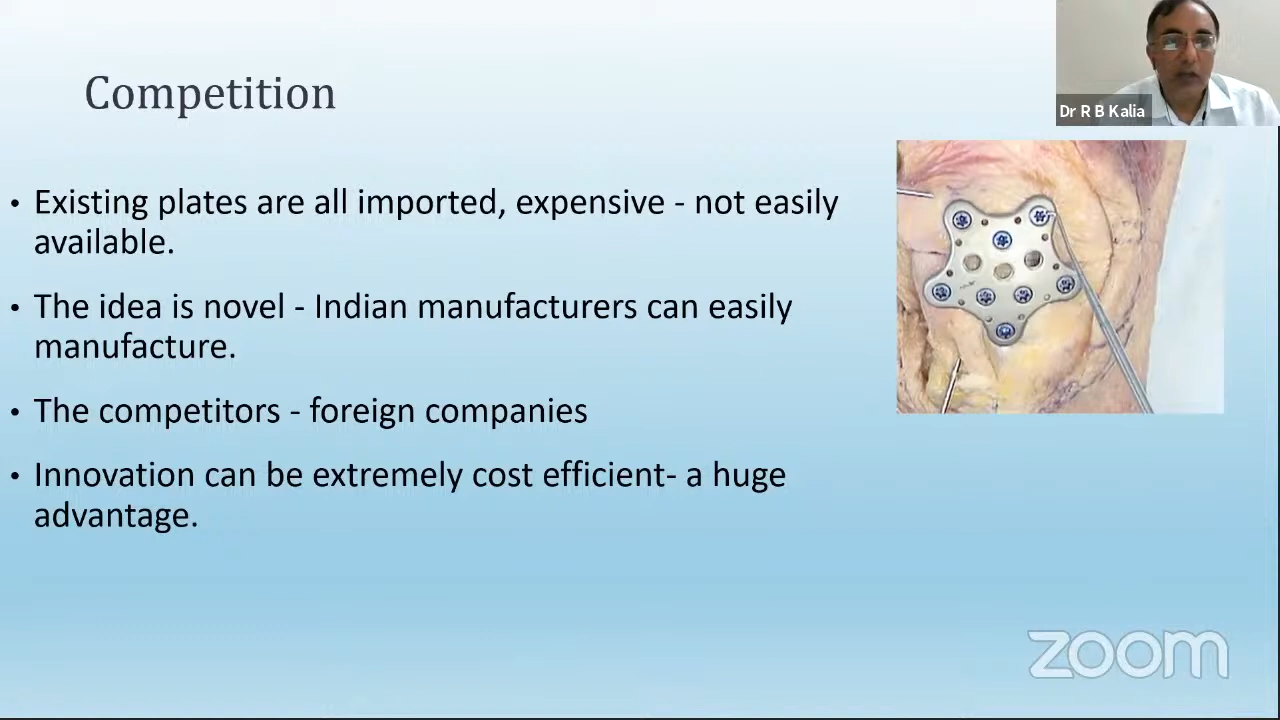 Competition
Dr R B Kalia
• Existing plates are all imported, expensive - not easily
available.
• The idea is novel - Indian manufacturers can easily
manufacture.
• The competitors - foreign companies
• Innovation can be extremely cost efficient- a huge
advantage.
zoom